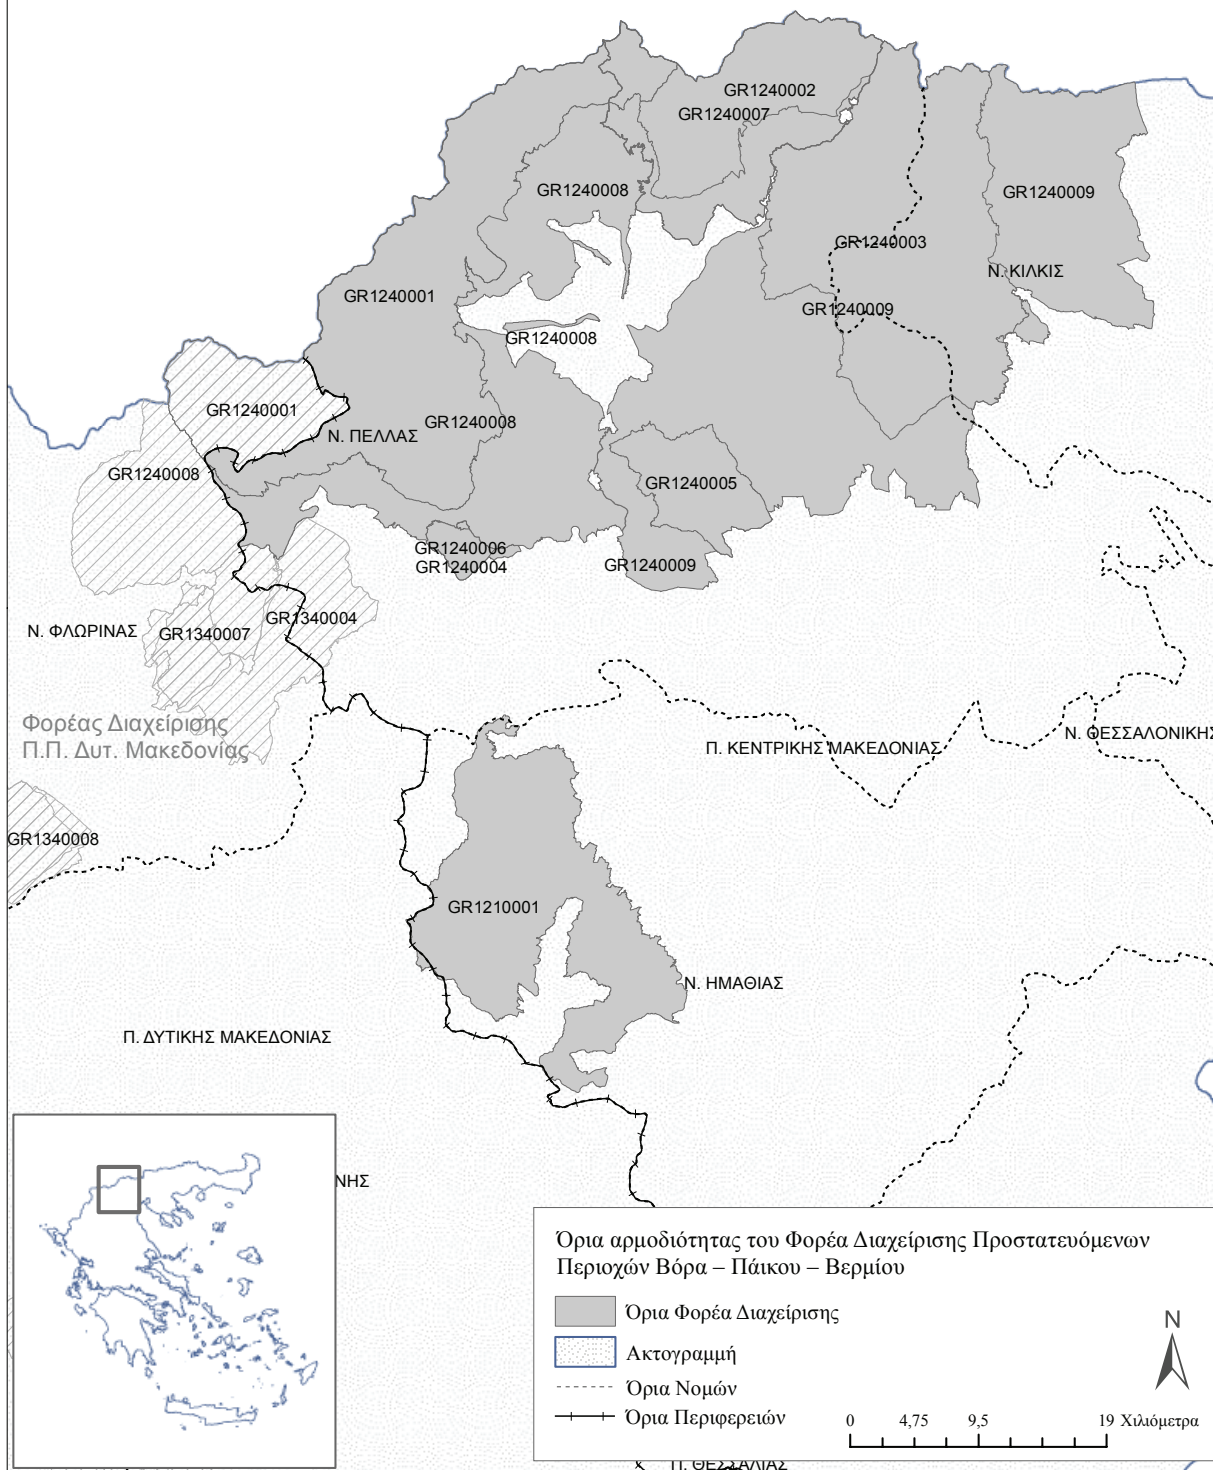 GR1240002
GR1240007
GR1240008
GR1240009
GR1240003
Ν. ΚΙΛΚΙΣ
GR1240001
GR1240009
GR1240008
GR1240001
GR1240008
Ν. ΠΕΛΛΑΣ
GR1240008
GR1240005
GR1240006
GR1240004
GR1240009
GR1340004
Ν. ΦΛΩΡΙΝΑΣ
GR1340007
Φορέας Διαχείρισης
Π.Π. Δυτ. Μακεδονίας
Π. ΚΕΝΤΡΙΚΗΣ ΜΑΚΕΔΟΝΙΑΣ
Ν. ΘΕΣΣΑΛΟΝΙΚΗΣ
GR1340008
GR1210001
Ν. ΗΜΑΘΙΑΣ
Π. ΔΥΤΙΚΗΣ ΜΑΚΕΔΟΝΙΑΣ
ΝΗΣ
Όρια αρμοδιότητας του Φορέα Διαχείρισης Προστατευόμενων
Περιοχών Βόρα – Πάικου – Βερμίου
Όρια Φορέα Διαχείρισης
Ακτογραμμή
Όρια Νομών
Όρια Περιφερειών
N
0 4,75 9,5 19 Χιλιόμετρα
Π. ΘΕΣΣΑΛΙΑΣ